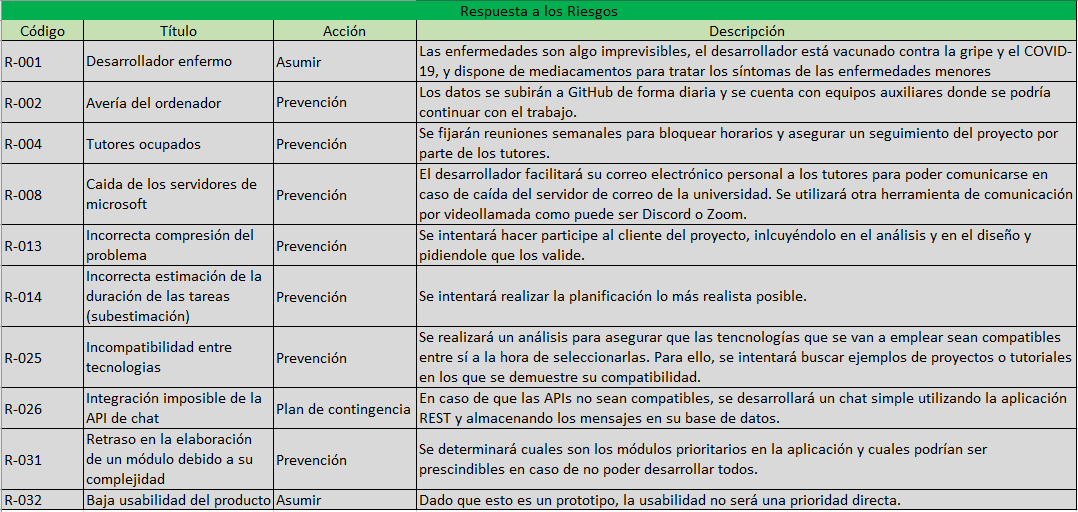 Respuesta a los Riesgos
Código Título Acción Descripción
R-001 Desarrollador enfermo Asumir Las enfermedades son algo imprevisibles, el desarrollador está vacunado contra la gripe y el COVID-
19, y dispone de mediacamentos para tratar los síntomas de las enfermedades menores
R-002 Avería del ordenador Prevención Los datos se subirán a GitHub de forma diaria y se cuenta con equipos auxiliares donde se podría
continuar con el trabajo.
R-004 Tutores ocupados Prevención Se fijarán reuniones semanales para bloquear horarios y asegurar un seguimiento del proyecto por
parte de los tutores.
R-008 Caida de los servidores de
microsoft
Prevención El desarrollador facilitará su correo electrónico personal a los tutores para poder comunicarse en
caso de caída del servidor de correo de la universidad. Se utilizará otra herramienta de comunicación
por videollamada como puede ser Discord o Zoom.
R-013 Incorrecta compresión del
problema
Prevención Se intentará hacer participe al cliente del proyecto, inlcuyéndolo en el análisis y en el diseño y
pidiendole que los valide.
R-014 Incorrecta estimación de la
duración de las tareas
(subestimación)
Prevención Se intentará realizar la planificación lo más realista posible.
R-025 Incompatibilidad entre
tecnologias
Prevención Se realizará un análisis para asegurar que las tencnologías que se van a emplear sean compatibles
entre sí a la hora de seleccionarlas. Para ello, se intentará buscar ejemplos de proyectos o tutoriales
en los que se demuestre su compatibilidad.
R-026 Integración imposible de la
API de chat
Plan de contingencia En caso de que las APIs no sean compatibles, se desarrollará un chat simple utilizando la aplicación
REST y almacenando los mensajes en su base de datos.
R-031 Retraso en la elaboración
de un módulo debido a su
complejidad
Prevención Se determinará cuales son los módulos prioritarios en la aplicación y cuales podrían ser
prescindibles en caso de no poder desarrollar todos.
R-032 Baja usabilidad del producto Asumir Dado que esto es un prototipo, la usabilidad no será una prioridad directa.